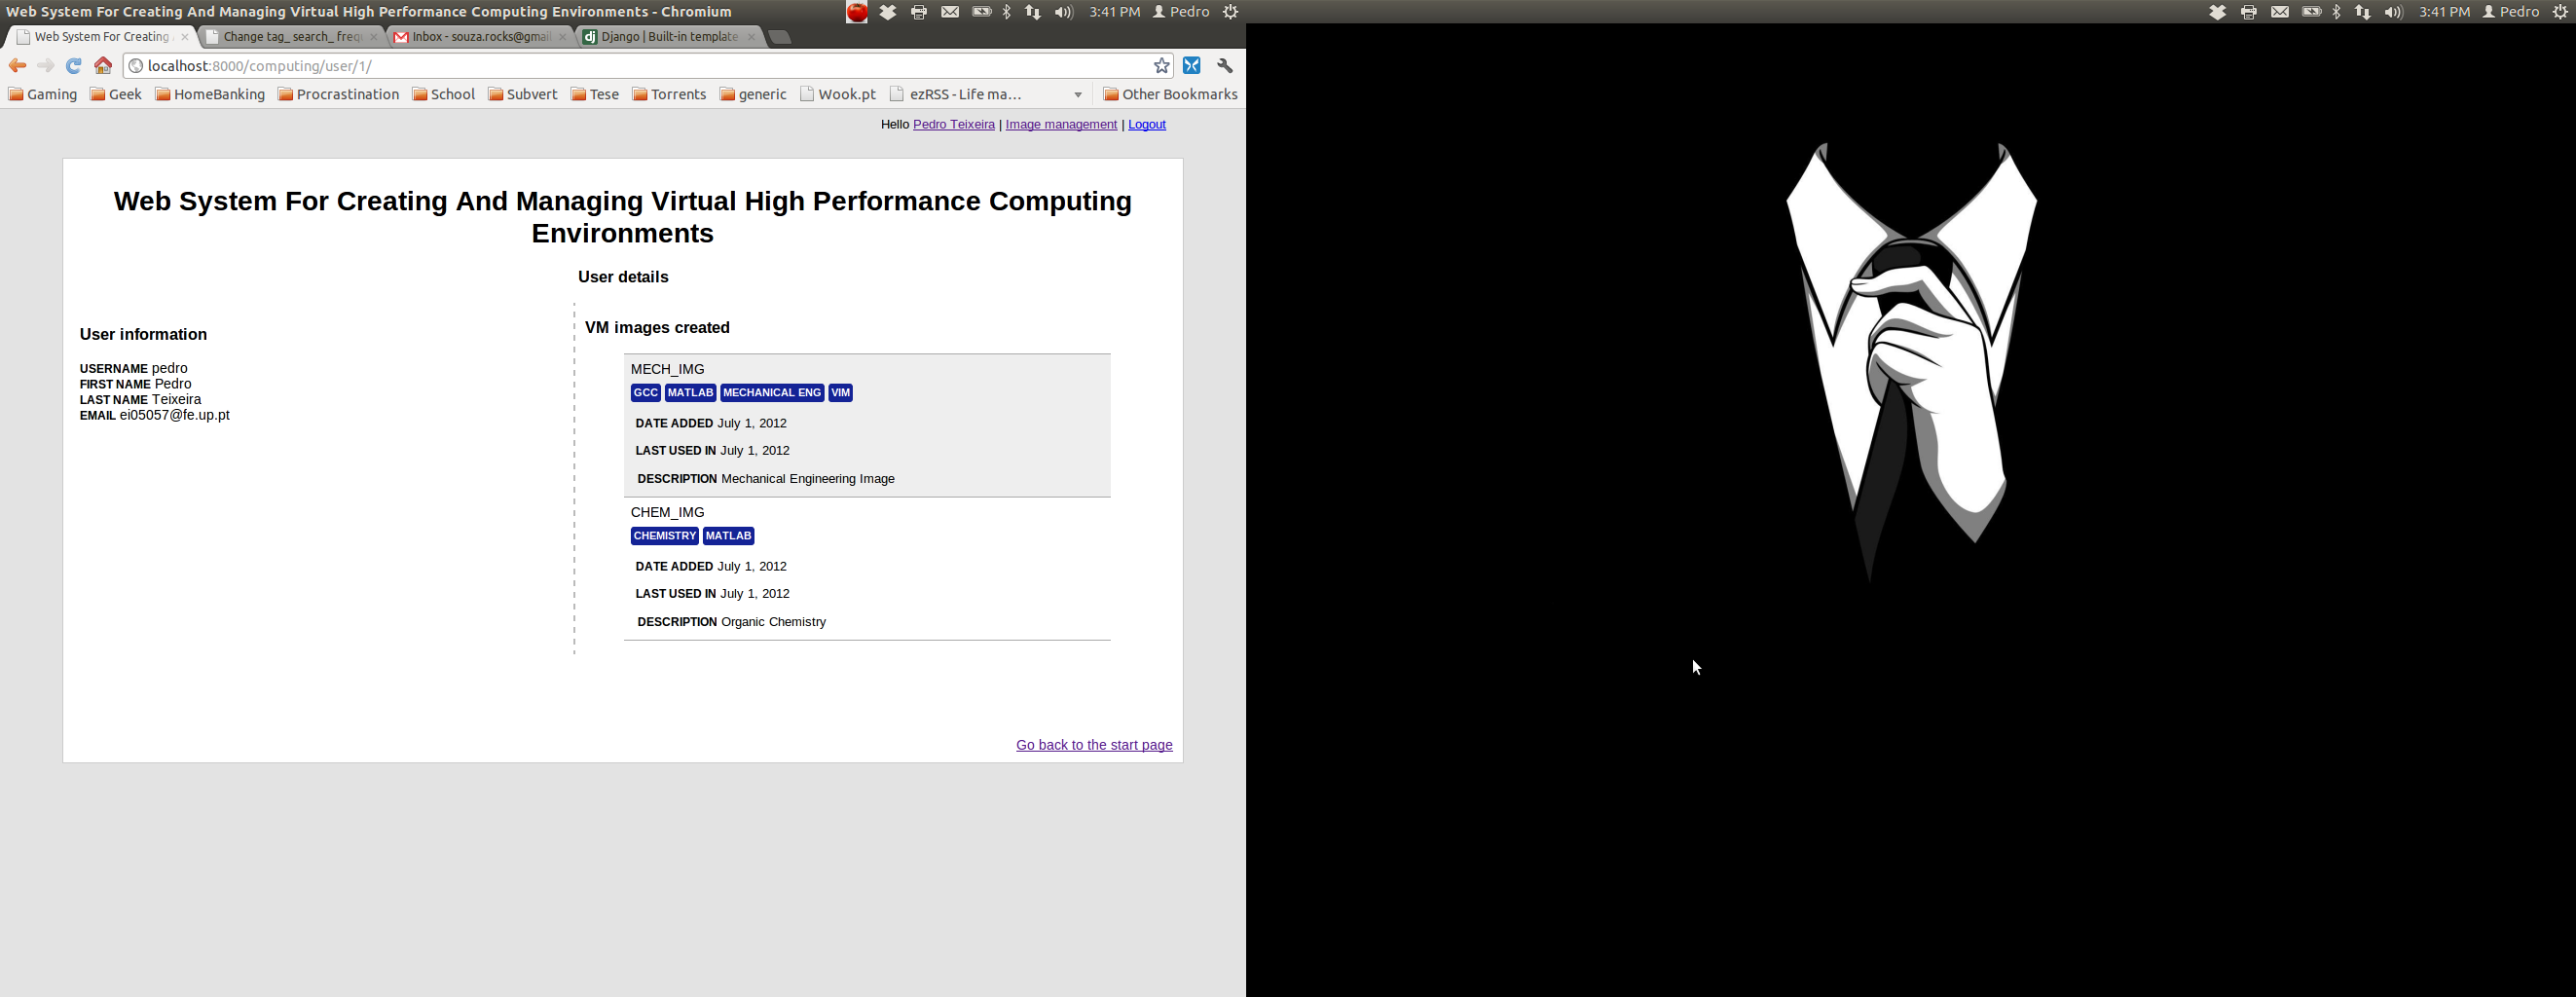 Web System For Creating And Managing Virtual High Performance Computing Environments - Chromium
3:41 PM Pedro
3:41 PM Pedro
Web System For Creating
Change tag_ search_ freq
Inbox - souza.rocks@gmail
Django | Built-in template
localhost:8000/computing/user/1/
Gaming Geek HomeBanking Procrastination School Subvert Tese Torrents generic Wook.pt ezRSS - Life ma... Other Bookmarks
Hello Pedro Teixeira | Image management | Logout
Web System For Creating And Managing Virtual High Performance Computing
Environments
User details
User information
USERNAME pedro
FIRST NAME Pedro
LAST NAME Teixeira
EMAIL ei05057@fe.up.pt
VM images created
MECH_IMG
GCC MATLAB MECHANICAL ENG VIM
DATE ADDED July 1, 2012
LAST USED IN July 1, 2012
DESCRIPTION Mechanical Engineering Image
CHEM_IMG
CHEMISTRY MATLAB
DATE ADDED July 1, 2012
LAST USED IN July 1, 2012
DESCRIPTION Organic Chemistry
Go back to the start page